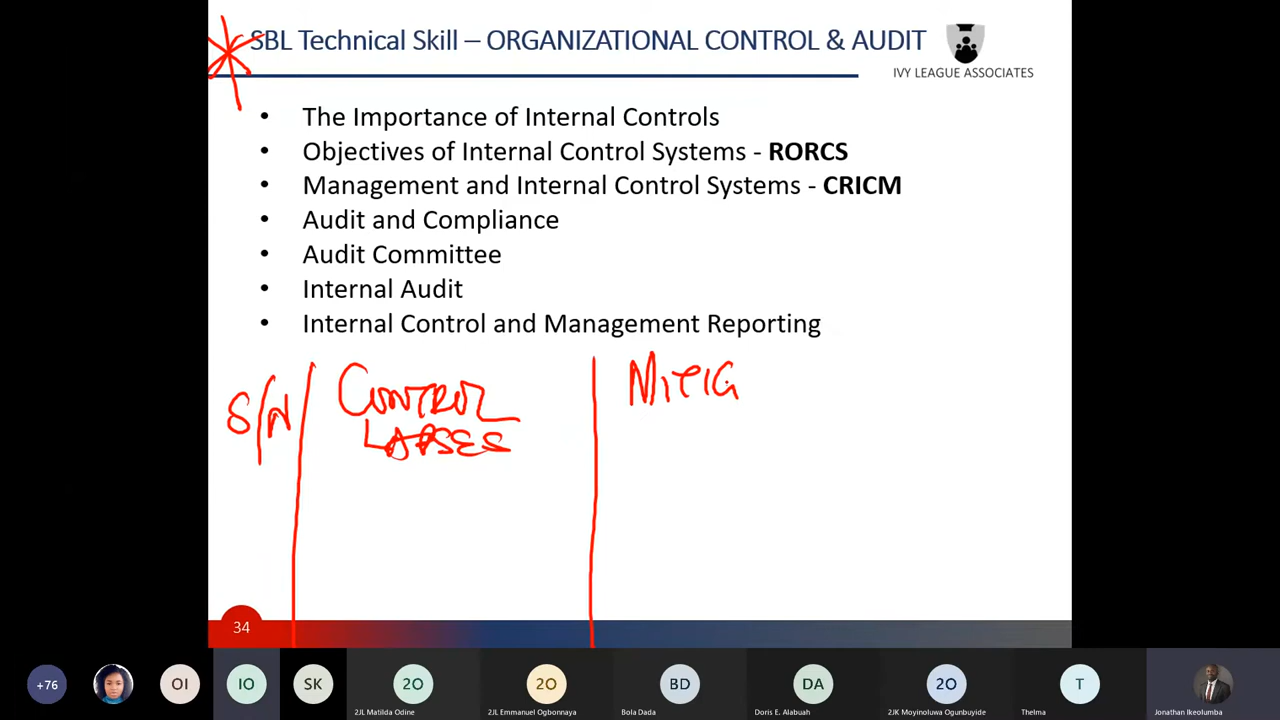 SBL Technical Skill – ORGANIZATIONAL CONTROL & AUDIT
IVY LEAGUE ASSOCIATES
• The Importance of Internal Controls
• Objectives of Internal Control Systems - RORCS
• Management and Internal Control Systems - CRICM
• Audit and Compliance
• Audit Committee
• Internal Audit
• Internal Control and Management Reporting
S/N
CONTROL
LAPSES
MITIG
34
+76
OI
IO
SK
2O
2JL Matilda Odine
2O
2JL Emmanuel Ogbonnaya
BD
Bola Dada
DA
Doris E. Alabuah
2O
2JK Moyinoluwa Ogunbuyide
T
Thelma
Jonathan Ikeolumba